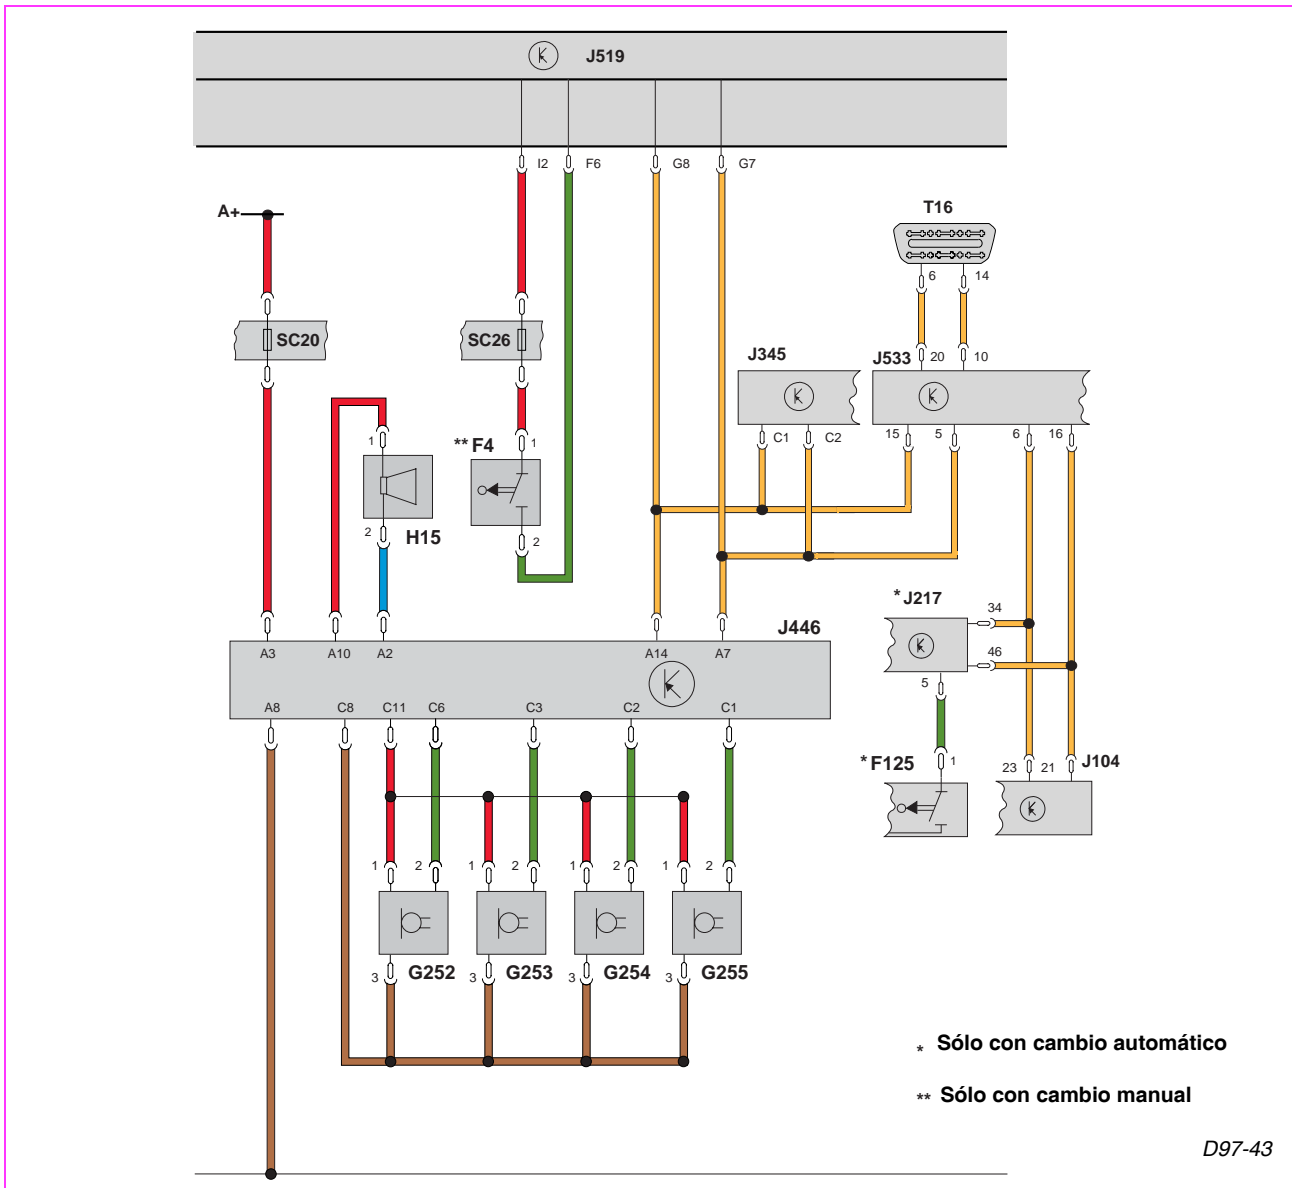 J519
I2 F6 G8 G7
A+
T16
6 14
SC20 SC26 J345 J533 20 10
1 **F4 1 C1 C2 15 5 6 16
2 H15 2
*J217 34
46
5
J446
A3 A10 A2 A14 A7
A8 C8 C11 C6 C3 C2 C1
*F125 1 23 21 J104
1 2 1 2 1 2 1 2
3 G252 3 G253 3 G254 3 G255
* Sólo con cambio automático
** Sólo con cambio manual
D97-43